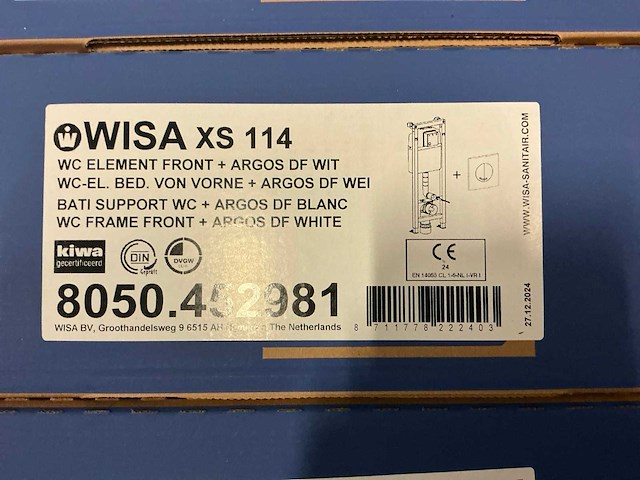 WISA XS 114
WC ELEMENT FRONT + ARGOS DF WIT
WC-EL. BED. VON VORNE + ARGOS DF WEI
BATI SUPPORT WC + ARGOS DF BLANC
WC FRAME FRONT + ARGOS DF WHITE
kiwa
gecertificeerd
DIN
Geprüft
DVGW
+
CE
24
EN 14055 CL 1-6-NL I-VR I
8050.452981
WISA BV, Groothandelsweg 9 6515 The Netherlands
8 711778 222403
WWW.WISA-SANITAIR.COM
27.12.2024